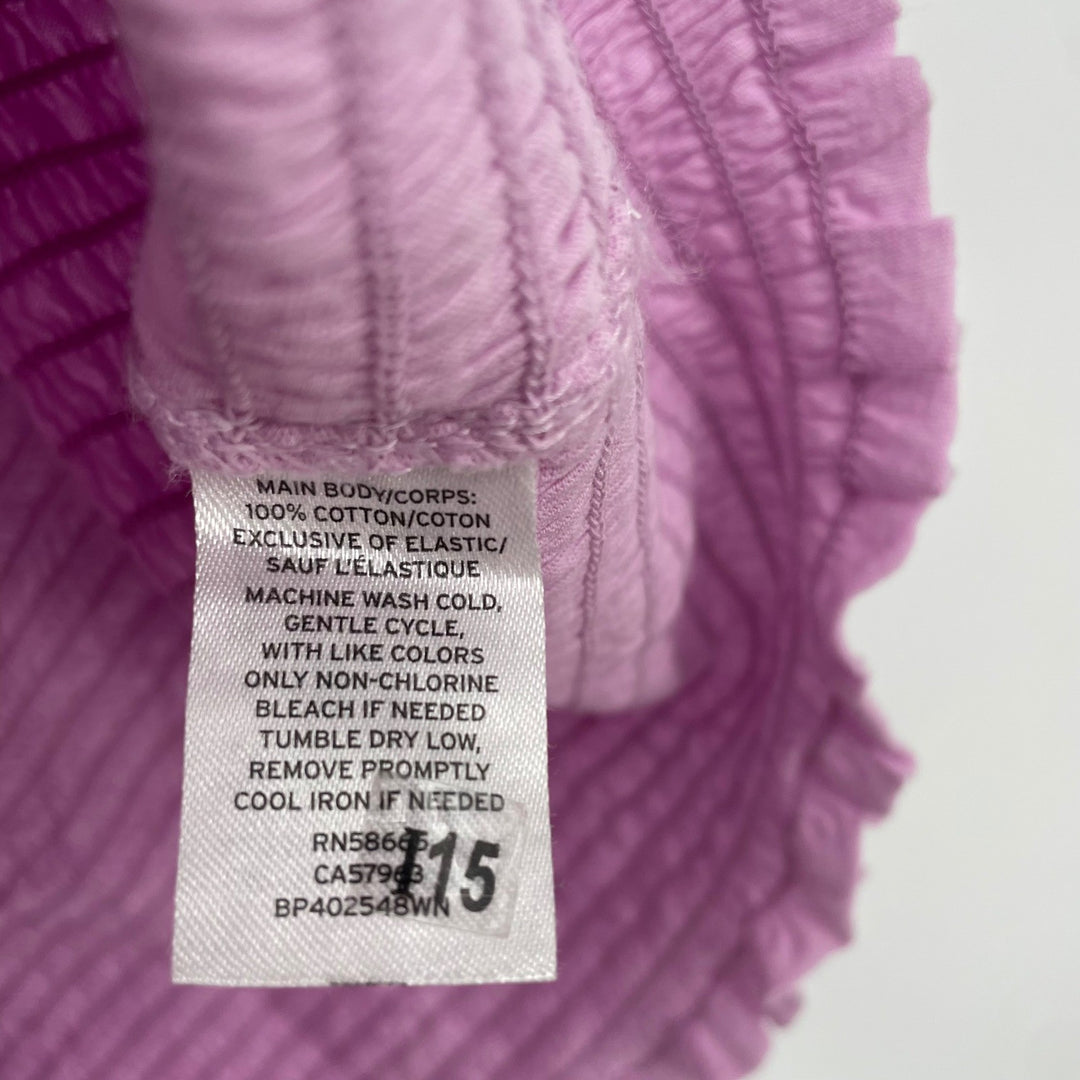 MAIN BODY/CORPS:
100% COTTON/COTON
EXCLUSIVE OF ELASTIC/
SAUF L'ÉLASTIQUE
MACHINE WASH COLD,
GENTLE CYCLE,
WITH LIKE COLORS
ONLY NON-CHLORINE
BLEACH IF NEEDED
TUMBLE DRY LOW,
REMOVE PROMPTLY
COOL IRON IF NEEDED
RN58665
CA57963
BP402548WN
I15